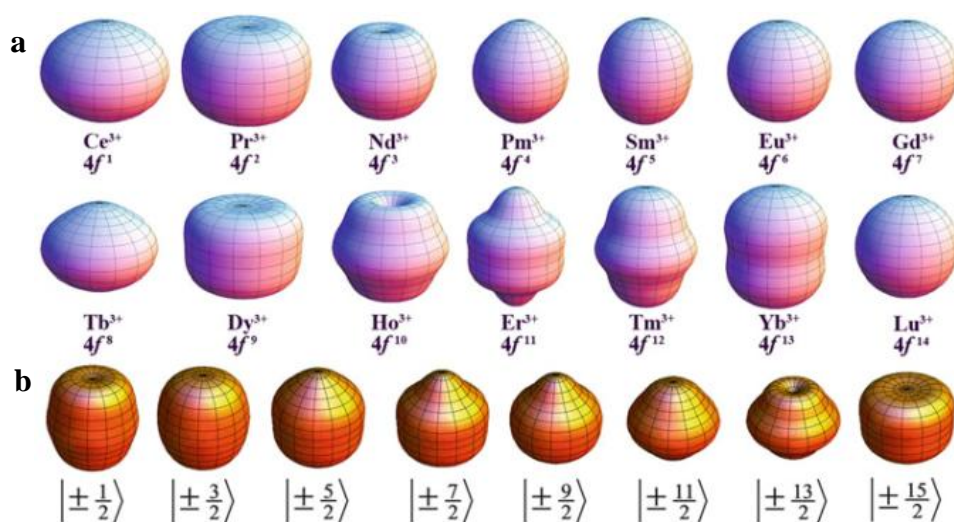 a
Ce³⁺ Pr³⁺ Nd³⁺ Pm³⁺ Sm³⁺ Eu³⁺ Gd³⁺
4f¹ 4f² 4f³ 4f⁴ 4f⁵ 4f⁶ 4f⁷
Tb³⁺ Dy³⁺ Ho³⁺ Er³⁺ Tm³⁺ Yb³⁺ Lu³⁺
4f⁸ 4f⁹ 4f¹⁰ 4f¹¹ 4f¹² 4f¹³ 4f¹⁴
b
|± 1/2⟩ |± 3/2⟩ |± 5/2⟩ |± 7/2⟩ |± 9/2⟩ |± 11/2⟩ |± 13/2⟩ |± 15/2⟩